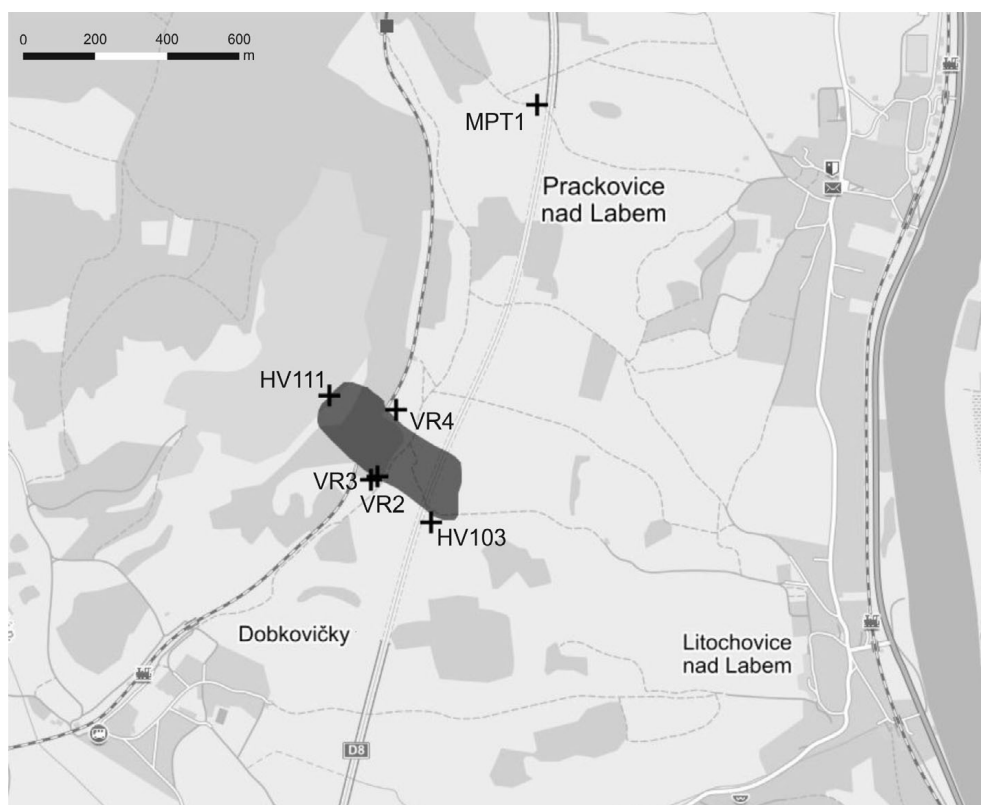 0 200 400 600
m
MPT1
Prackovice
nad Labem
HV111
VR4
VR3
VR2
HV103
Dobkovičky
Litochovice
nad Labem
D8